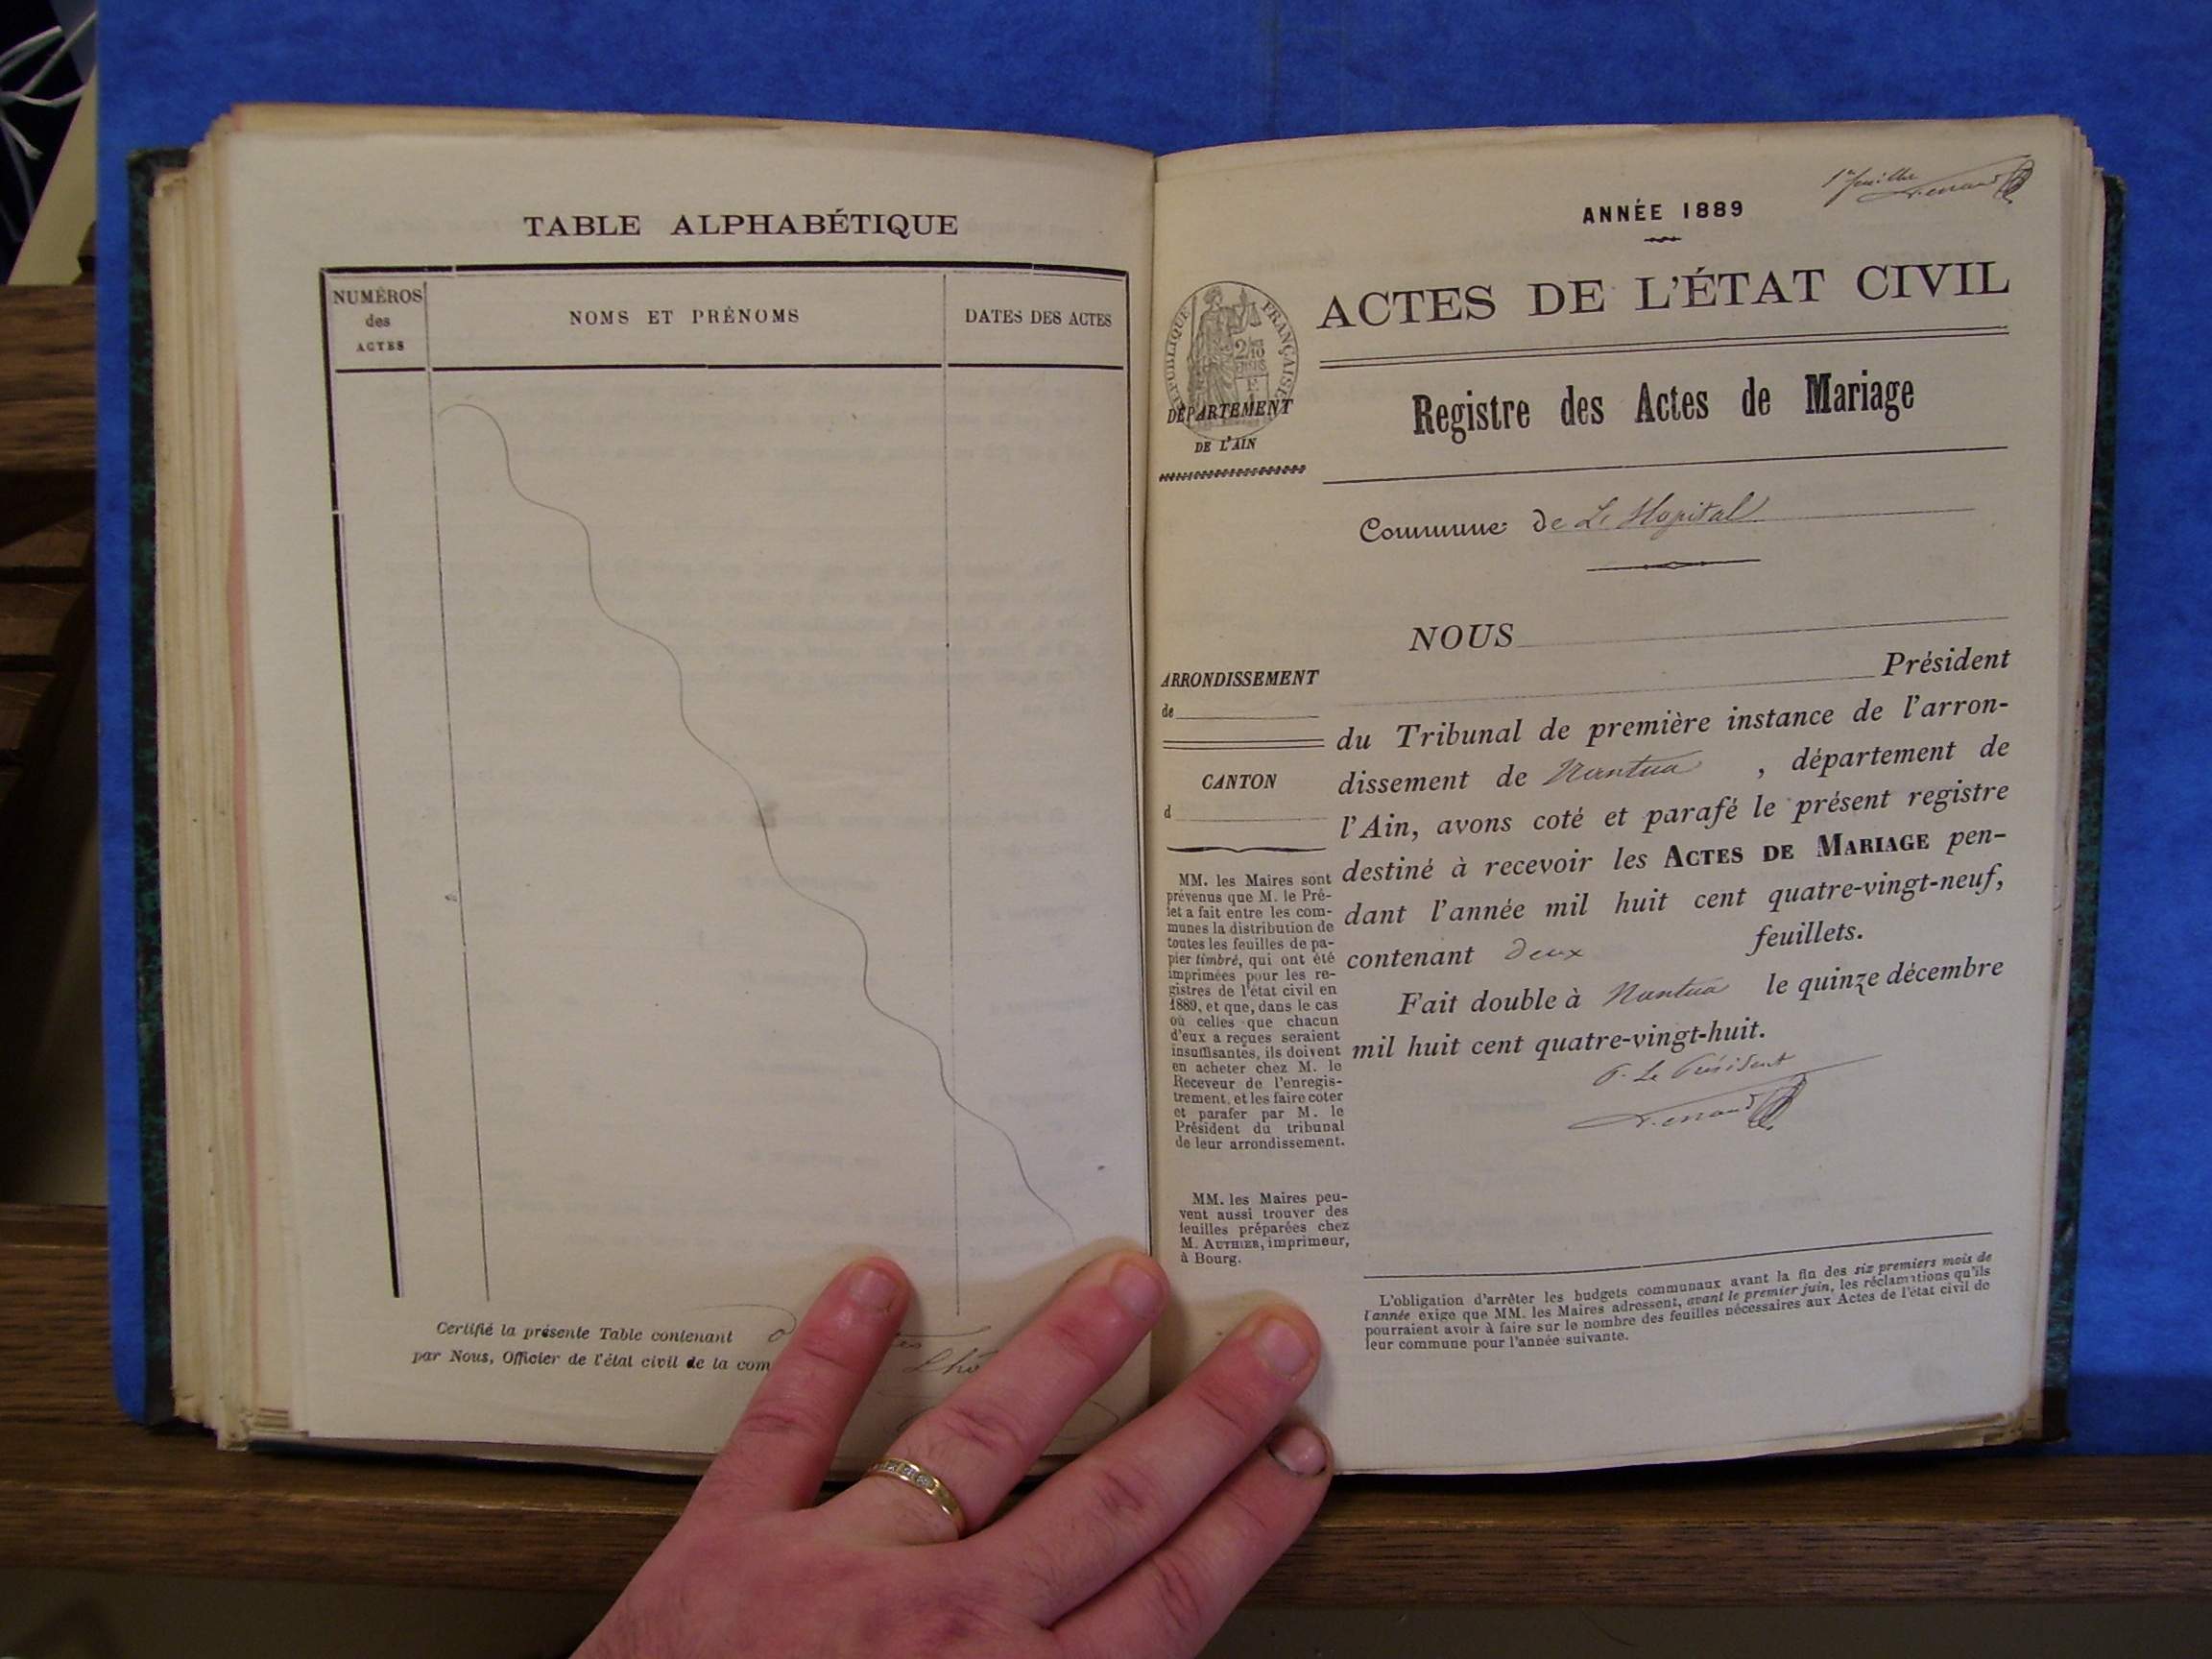 TABLE ALPHABÉTIQUE
NUMÉROS
des
ACTES
NOMS ET PRÉNOMS
DATES DES ACTES
Certifié la présente Table contenant
par Nous, Officier de l'état civil de la com
Lhô
1er feuillet
ANNÉE 1889
ACTES DE L'ÉTAT CIVIL
RÉPUBLIQUE FRANÇAISE
DÉPARTEMENT
DE L'AIN
Registre des Actes de Mariage
Commune de L'Hopital
NOUS
Président
ARRONDISSEMENT
de
CANTON
d
du Tribunal de première instance de l'arron-
dissement de Nantua, département de
l'Ain, avons coté et parafé le présent registre
destiné à recevoir les ACTES DE MARIAGE pen-
dant l'année mil huit cent quatre-vingt-neuf,
contenant deux feuillets.
Fait double à Nantua le quinze décembre
mil huit cent quatre-vingt-huit.
P. Le Président
MM. les Maires sont
prévenus que M. le Pré-
fet a fait entre les com-
munes la distribution de
toutes les feuilles de pa-
pier timbré, qui ont été
imprimées pour les re-
gistres de l'état civil en
1889, et que, dans le cas
où celles que chacun
d'eux a reçues seraient
insuffisantes, ils doivent
en acheter chez M. le
Receveur de l'enregis-
trement, et les faire coter
et parafer par M. le
Président du tribunal
de leur arrondissement.
MM. les Maires peu-
vent aussi trouver des
feuilles préparées chez
M. AUTHIER, imprimeur,
à Bourg.
L'obligation d'arrêter les budgets communaux avant la fin des six premiers mois de
l'année exige que MM. les Maires adressent, avant le premier juin, les réclamations qu'ils
pourraient avoir à faire sur le nombre des feuilles nécessaires aux Actes de l'état civil de
leur commune pour l'année suivante.